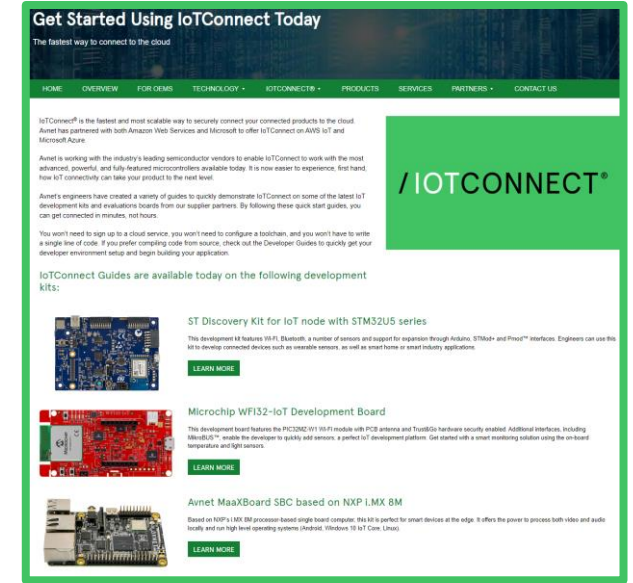 Get Started Using IoTConnect Today
The fastest way to connect to the cloud
HOME OVERVIEW FOR OEMS TECHNOLOGY IOTCONNECT® PRODUCTS SERVICES PARTNERS CONTACT US
IoTConnect® is the fastest and most scalable way to securely connect your connected products to the cloud.
Avnet has partnered with both Amazon Web Services and Microsoft to offer IoTConnect on AWS IoT and
Microsoft Azure
Avnet is working with the industry's leading semiconductor vendors to enable IoTConnect to work with the most
advanced, powerful, and fully-featured microcontrollers available today. It is now easier to experience, first hand,
how IoT connectivity can take your product to the next level.
/IOTCONNECT®
Avnet's engineers have created a variety of guides to quickly demonstrate IoTConnect on some of the latest IoT
development kits and evaluations boards from our supplier partners. By following these quick start guides, you
can get connected in minutes, not hours.
You won't need to sign up to a cloud service, you won't need to configure a toolchain, and you won't have to write
a single line of code. If you prefer compiling code from source, check out the Developer Guides to quickly get your
developer environment setup and begin building your application.
IoTConnect Guides are available today on the following development
kits:
ST Discovery Kit for IoT node with STM32U5 series
This development kit features Wi-Fi, Bluetooth, a number of sensors and support for expansion through Arduino, STMod+ and Pmod™ interfaces. Engineers can use this
kit to develop connected devices such as wearable sensors, as well as smart home or smart industry applications.
LEARN MORE
Microchip WFI32-IoT Development Board
This development board features the PIC32MZ-W1 Wi-Fi module with PCB antenna and Trust&Go hardware security enabled. Additional interfaces, including
MikroBUS™, enable the developer to quickly add sensors, a perfect IoT development platform. Get started with a smart monitoring solution using the on-board
temperature and light sensors.
LEARN MORE
Avnet MaaXBoard SBC based on NXP i.MX 8M
Based on NXP's i.MX 8M processor-based single board computer, this kit is perfect for smart devices at the edge. It offers the power to process both video and audio
locally and run high level operating systems (Android, Windows 10 IoT Core, Linux).
LEARN MORE